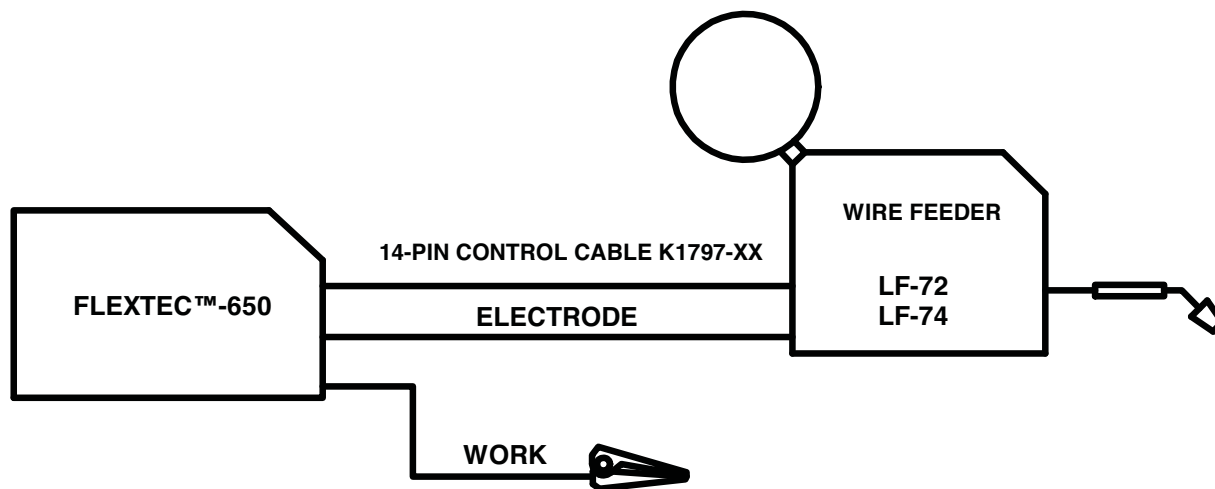 WIRE FEEDER
14-PIN CONTROL CABLE K1797-XX
FLEXTEC™-650
LF-72
LF-74
ELECTRODE
WORK